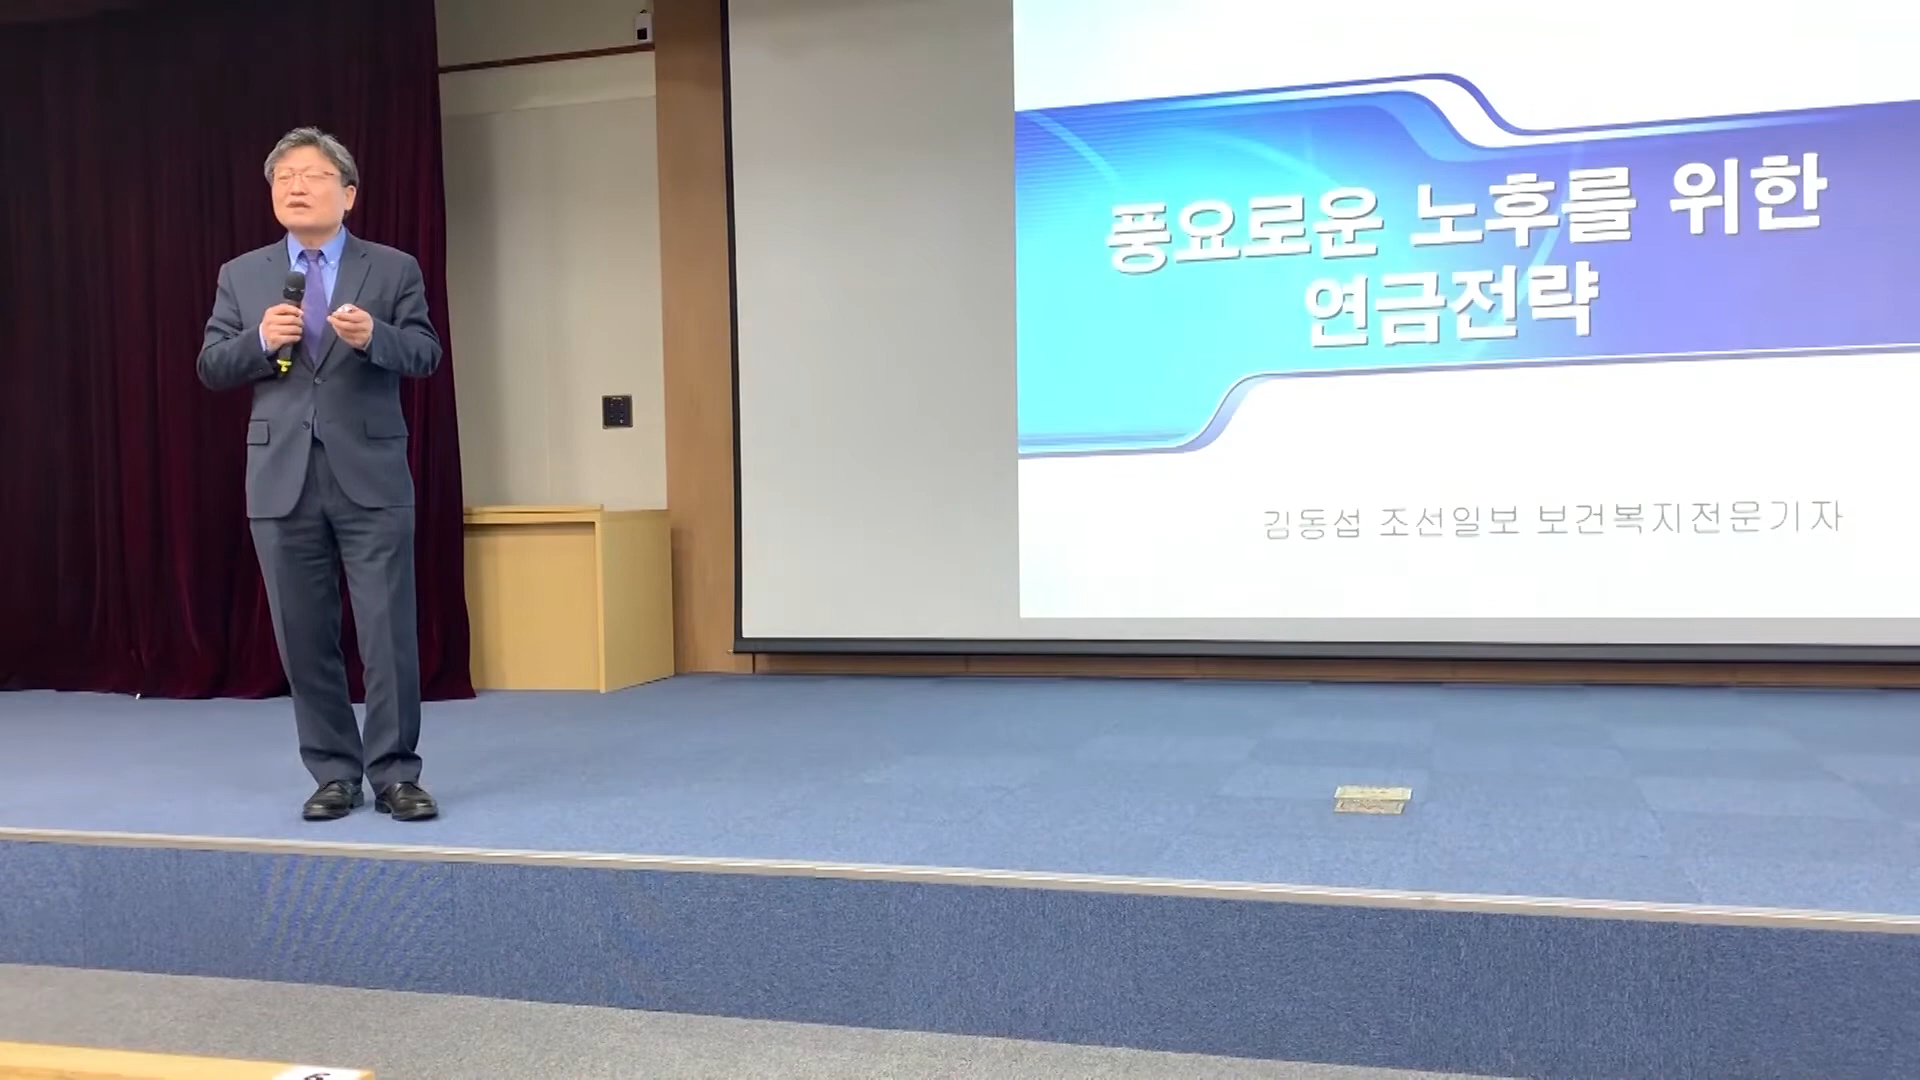 풍요로운 노후를 위한
연금전략
김동섭 조선일보 보건복지전문기자